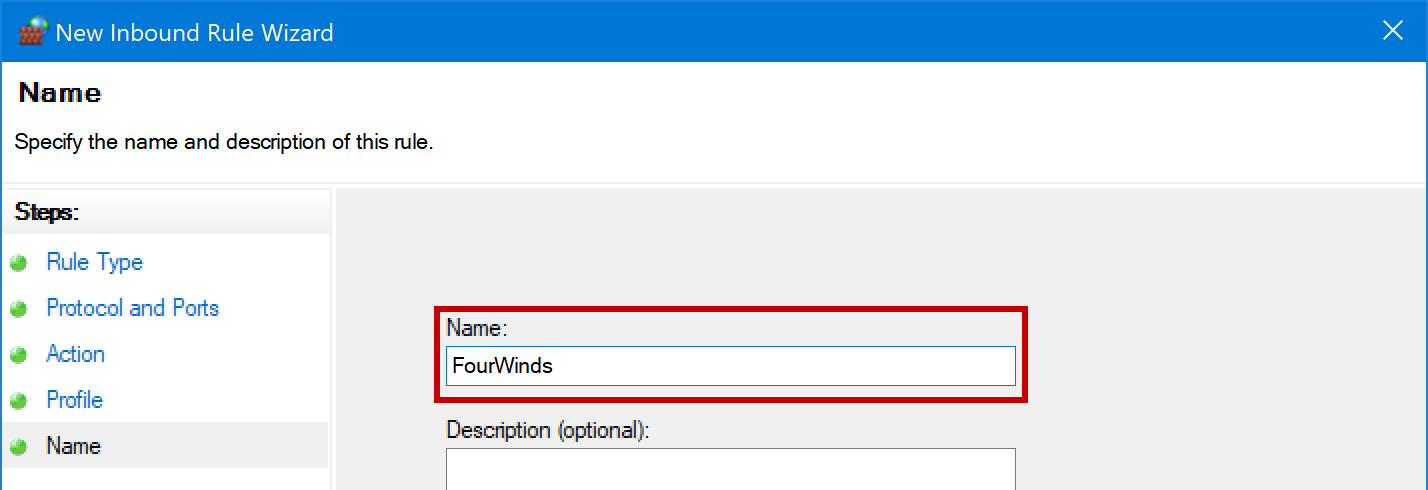 New Inbound Rule Wizard
Name
Specify the name and description of this rule.
Steps:
Rule Type
Protocol and Ports
Action
Profile
Name
Name:
FourWinds
Description (optional):